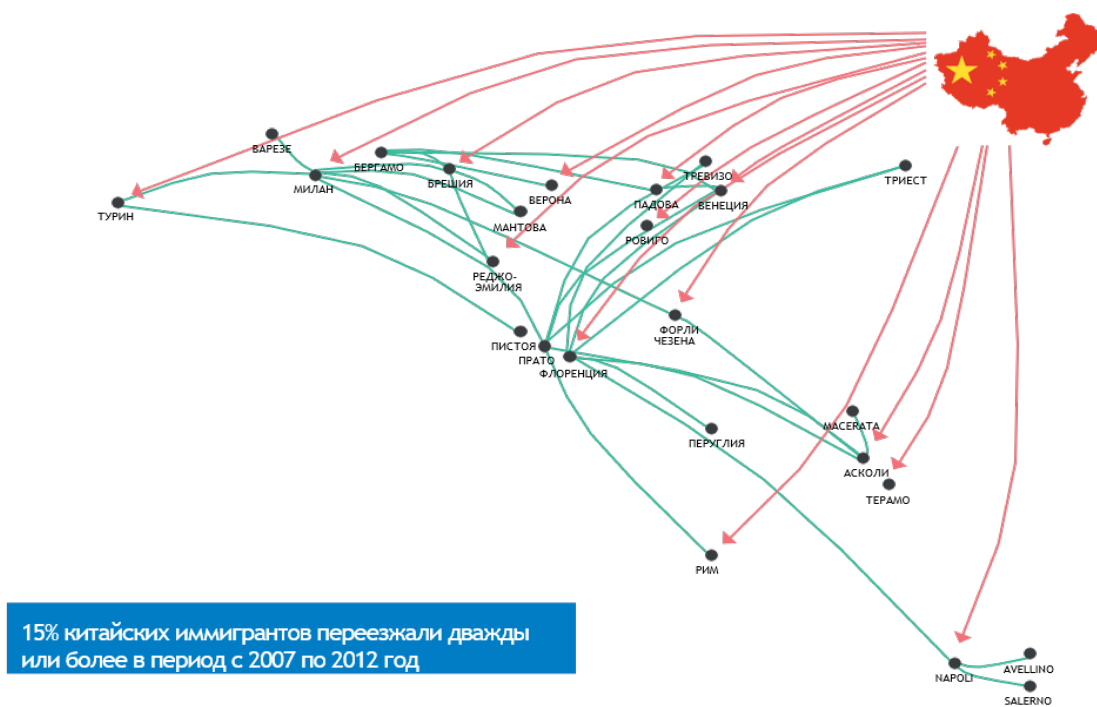 ВАРЕЗЕ
БЕРГАМО
МИЛАН
БРЕШИЯ
ТУРИН
ВЕРОНА
МАНТОВА
ТРЕВИЗО
ПАДОВА
ВЕНЕЦИЯ
ТРИЕСТ
РОВИГО
РЕДЖО-
ЭМИЛИЯ
ФОРЛИ
ЧЕЗЕНА
ПИСТОЯ
ПРАТО
ФЛОРЕНЦИЯ
MACERATA
ПЕРУГЛИЯ
АСКОЛИ
ТЕРАМО
РИМ
15% китайских иммигрантов переезжали дважды
или более в период с 2007 по 2012 год
NAPOLI
AVELLINO
SALERNO